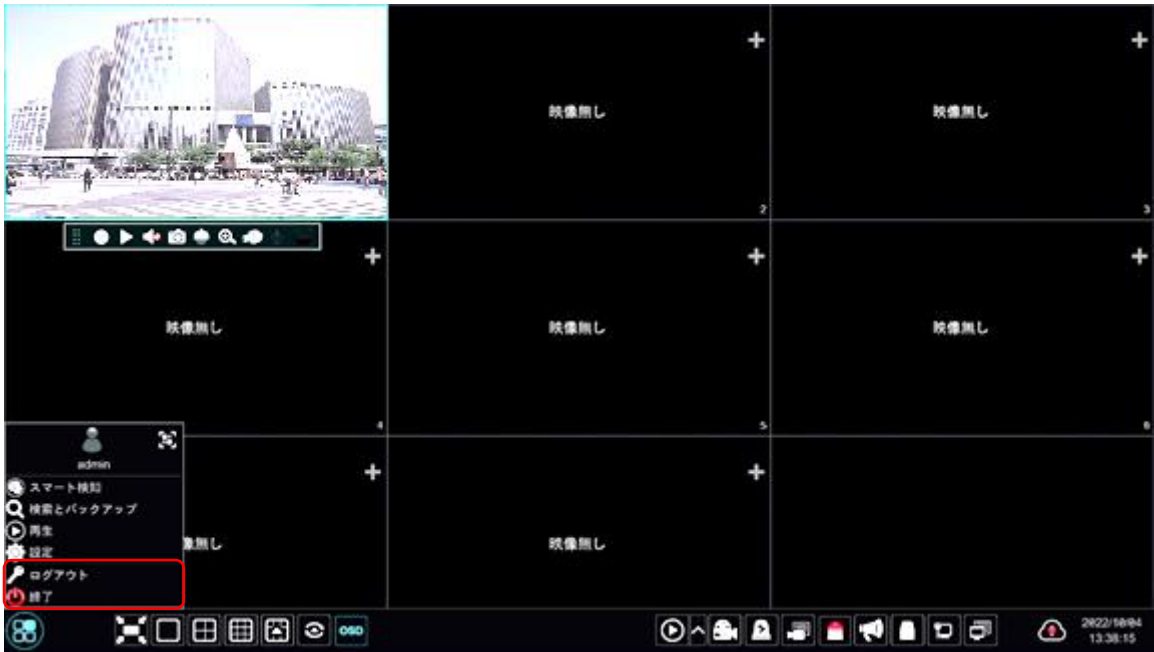 映像無し
映像無し
2
3
映像無し
映像無し
映像無し
4
5
6
admin
スマート検知
検索とバックアップ
再生
設定
ログアウト
終了
像無し
映像無し
OSD
2022/10/04
13:38:15